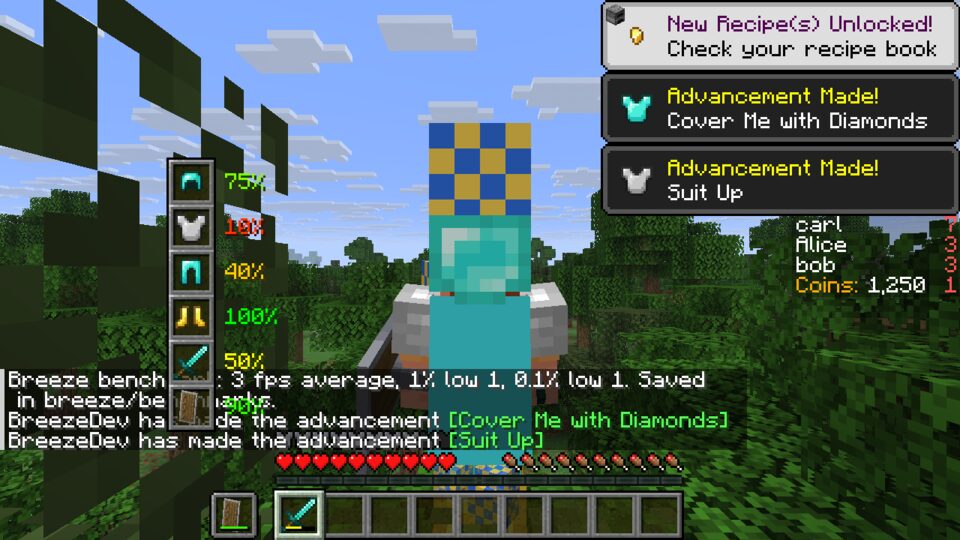 New Recipe(s) Unlocked!
Check your recipe book
Advancement Made!
Cover Me with Diamonds
Advancement Made!
Suit Up
75%
10%
40%
100%
50%
90%
carl 7
Alice 3
bob 3
Coins: 1,250 1
Breeze bench : 3 fps average, 1% low 1, 0.1% low 1. Saved
in breeze/be marks.
BreezeDev ha de the advancement [Cover Me with Diamonds]
BreezeDev has made the advancement [Suit Up]